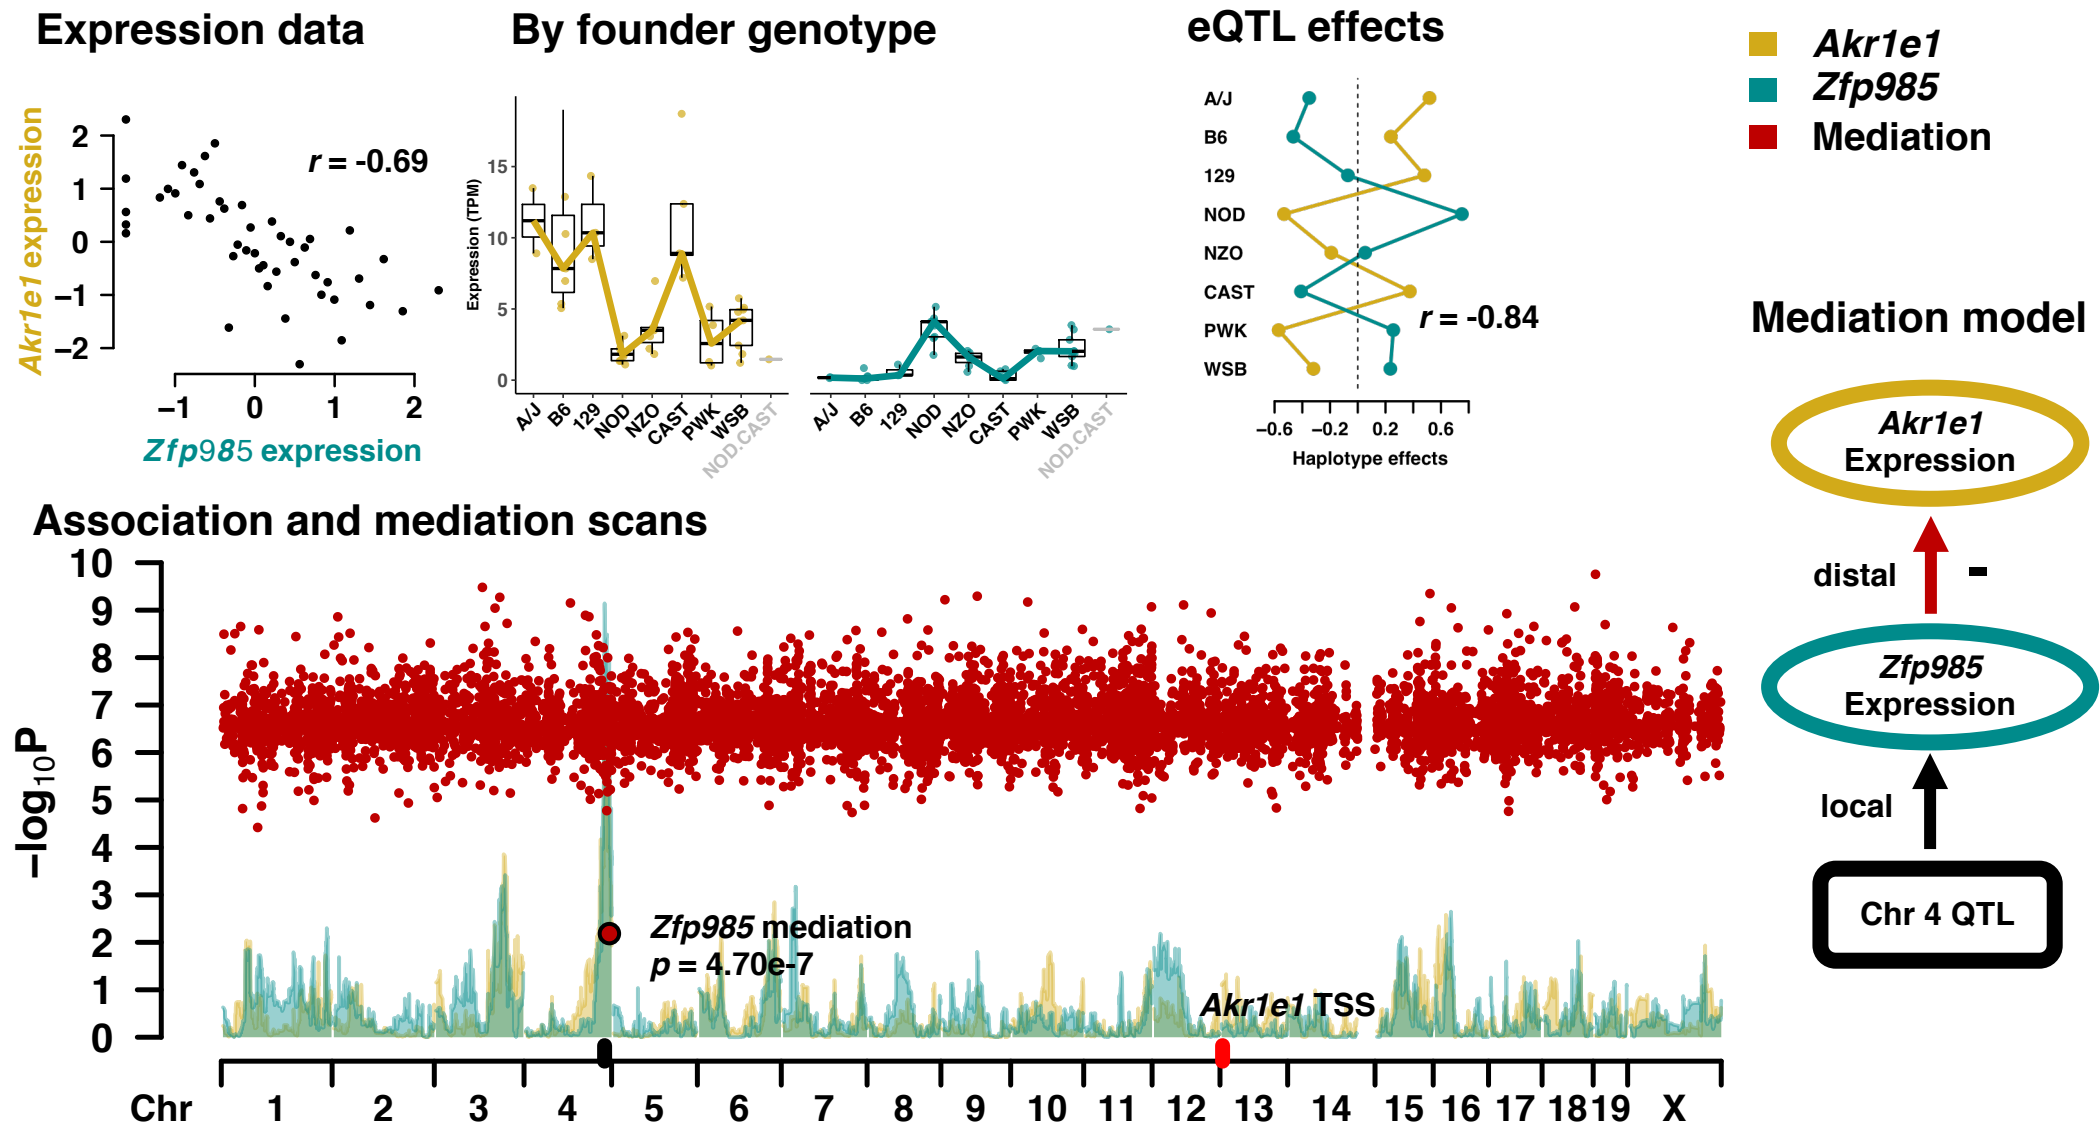 Expression data
By founder genotype
eQTL effects
Akr1e1
Zfp985
Mediation
Akr1e1 expression
2
1
0
−1
−2
r = -0.69
−1
0
1
2
Zfp985 expression
Expression (TPM)
15
10
5
0
A/J
B6
129
NOD
NZO
CAST
PWK
WSB
NOD.CAST
A/J
B6
129
NOD
NZO
CAST
PWK
WSB
NOD.CAST
A/J
B6
129
NOD
NZO
CAST
PWK
WSB
r = -0.84
−0.6
−0.2
0.2
0.6
Haplotype effects
Mediation model
Akr1e1
Expression
distal
-
Zfp985
Expression
local
Chr 4 QTL
Association and mediation scans
−log10P
10
9
8
7
6
5
4
3
2
1
0
Zfp985 mediation
p = 4.70e-7
Akr1e1 TSS
Chr
1
2
3
4
5
6
7
8
9
10
11
12
13
14
15
16
17
18
19
X